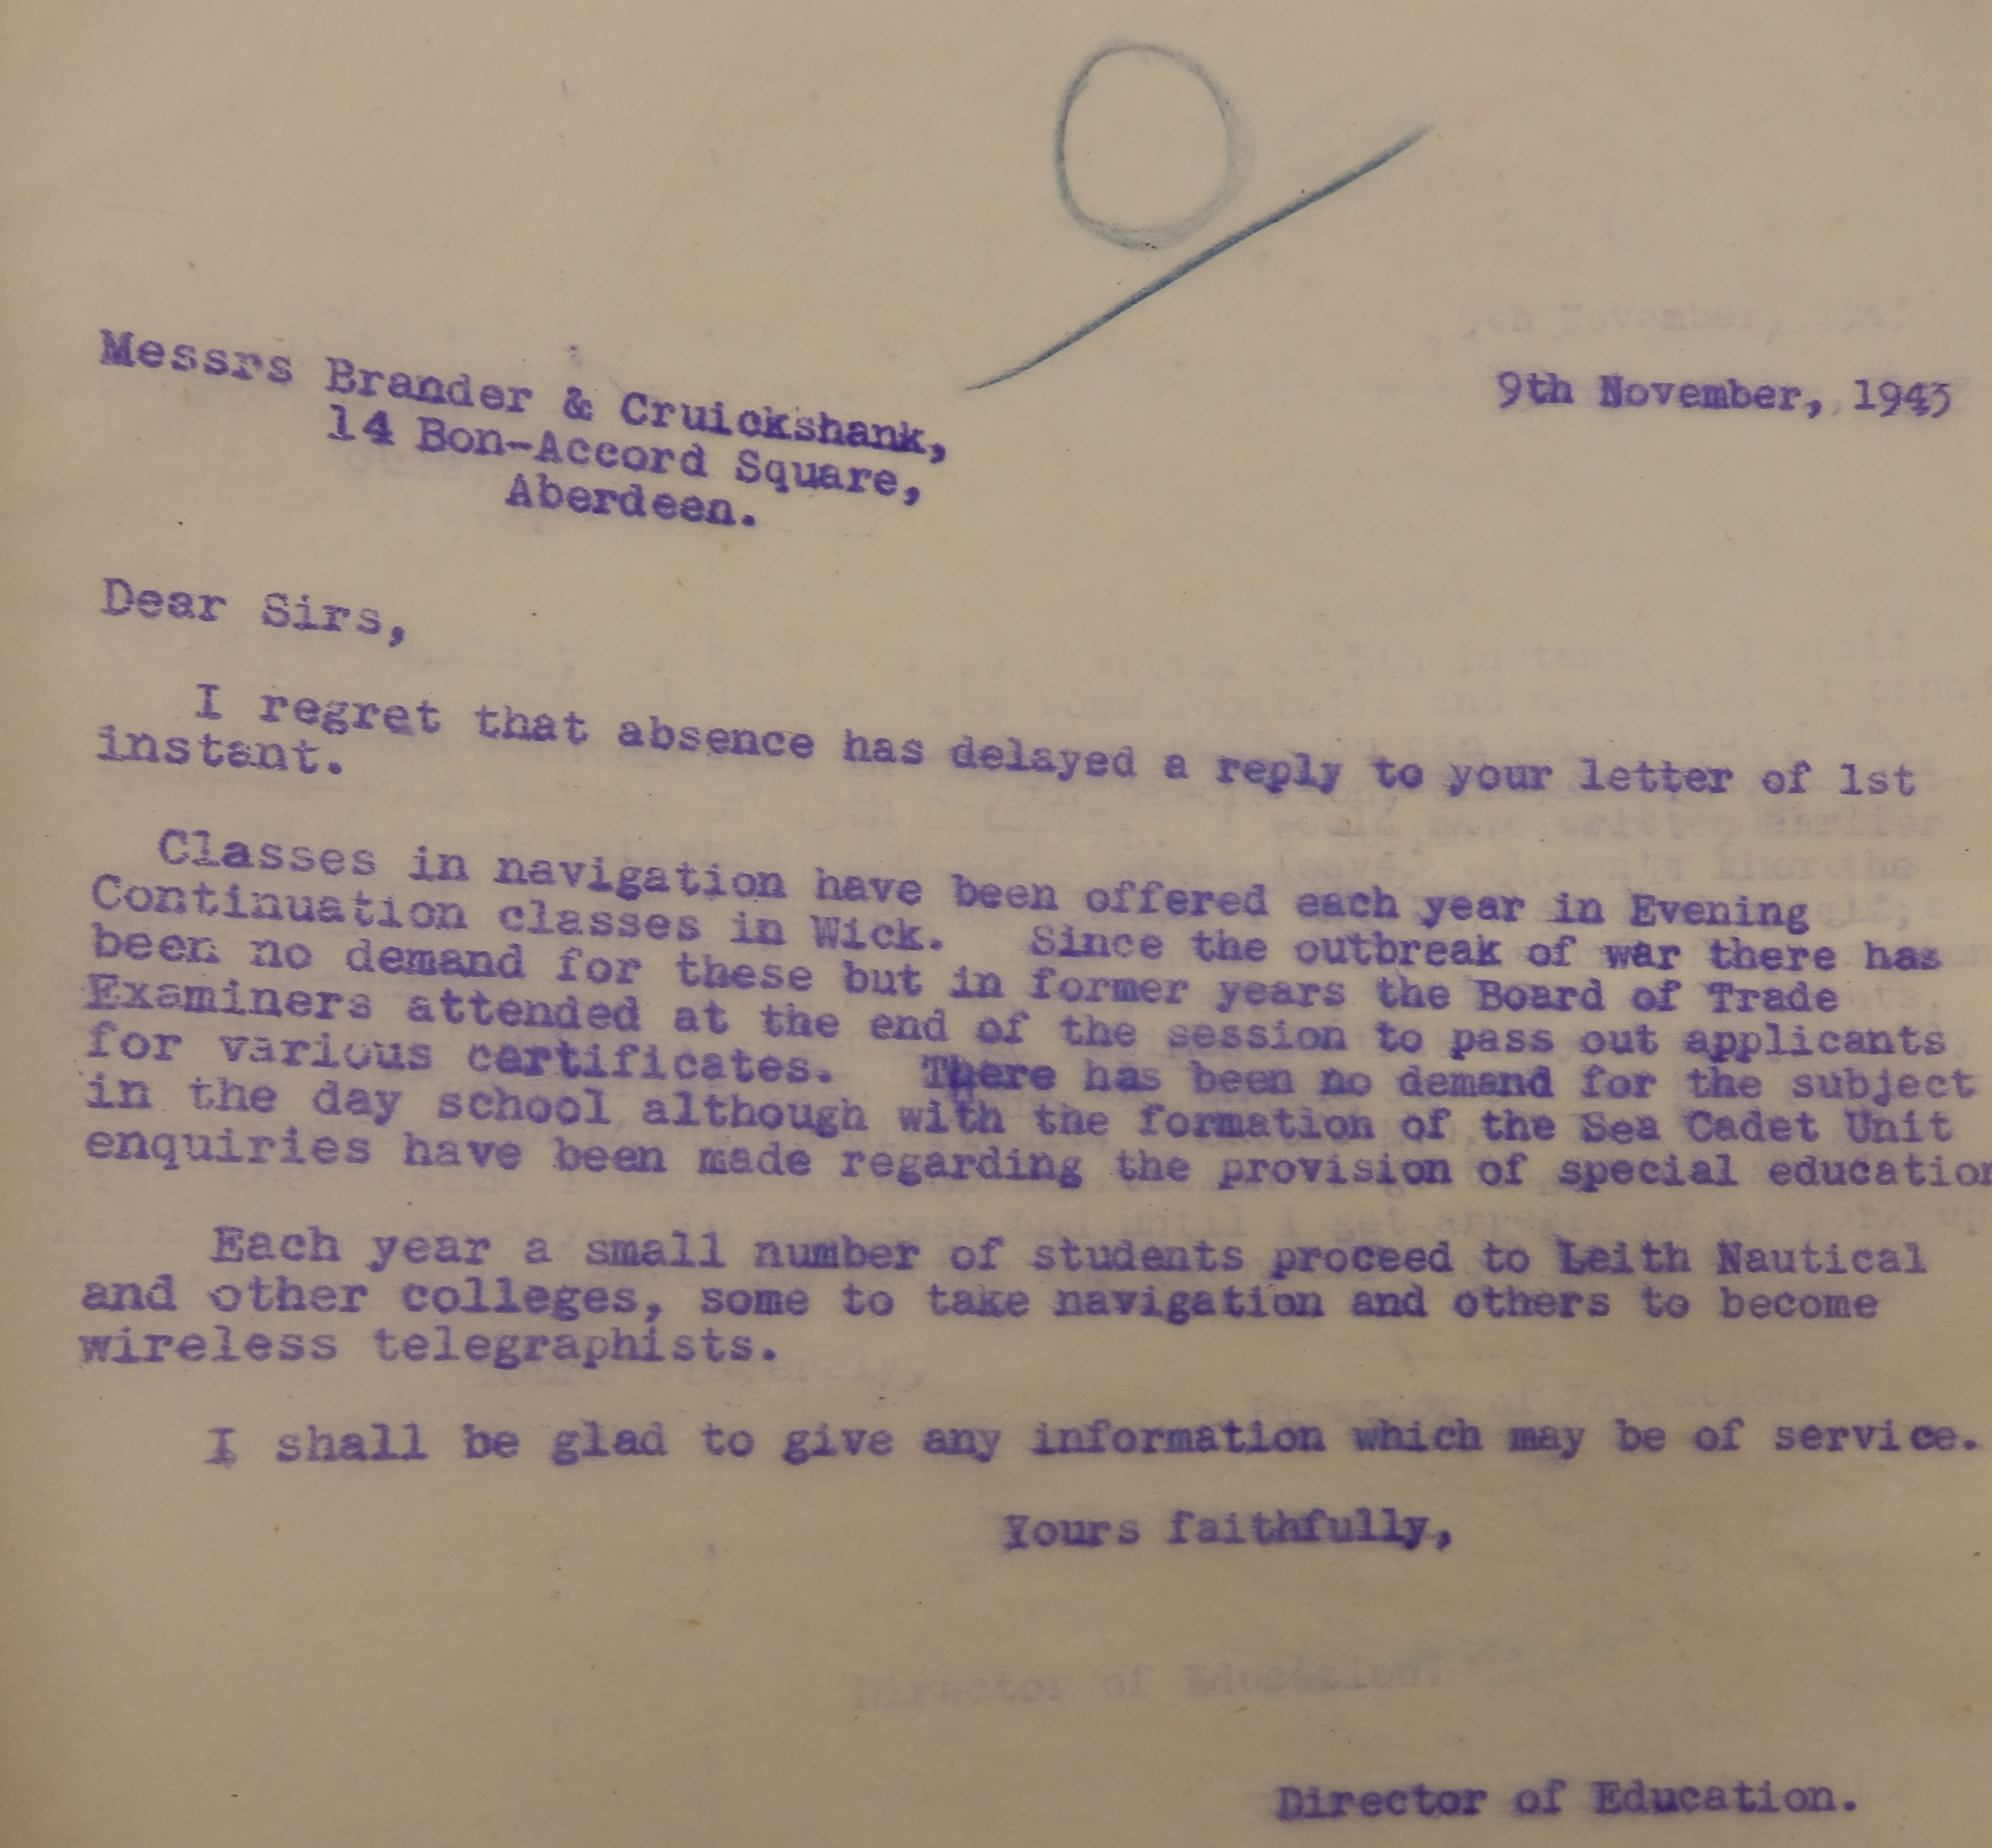 9th November, 1943
Messrs Brander & Cruickshank,
14 Bon-Accord Square,
Aberdeen.
Dear Sirs,
I regret that absence has delayed a reply to your letter of 1st
instant.
Classes in navigation have been offered each year in Evening
Continuation classes in Wick. Since the outbreak of war there has
been no demand for these but in former years the Board of Trade
Examiners attended at the end of the session to pass out applicants
for various certificates. There has been no demand for the subject
in the day school although with the formation of the Sea Cadet Unit
enquiries have been made regarding the provision of special education
Each year a small number of students proceed to Leith Nautical
and other colleges, some to take navigation and others to become
wireless telegraphists.
I shall be glad to give any information which may be of service.
Yours faithfully,
Director of Education.